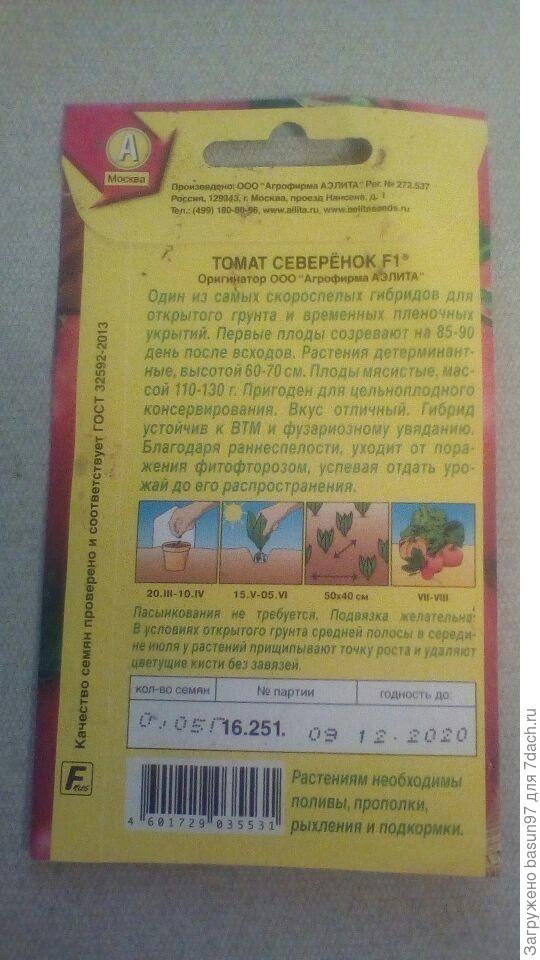 А
Москва
Произведено: ООО "Агрофирма АЭЛИТА" Рег. № 272.537
Россия, 129343, г. Москва, проезд Нансена, д. 1
Тел.: (499) 180-80-96, www.ailita.ru, www.aelitaseeds.ru
ТОМАТ СЕВЕРЁНОК F1®
Оригинатор ООО "Агрофирма АЭЛИТА"
Один из самых скороспелых гибридов для
открытого грунта и временных пленочных
укрытий. Первые плоды созревают на 85-90
день после всходов. Растения детерминант-
ные, высотой 60-70 см. Плоды мясистые, мас-
сой 110-130 г. Пригоден для цельноплодного
консервирования. Вкус отличный. Гибрид
устойчив к ВТМ и фузариозному увяданию.
Благодаря раннеспелости, уходит от пора-
жения фитофторозом, успевая отдать уро-
жай до его распространения.
20.III-10.IV 15.V-05.VI 50х40 см VII-VIII
Пасынкования не требуется. Подвязка желательна.
В условиях открытого грунта средней полосы в середи-
не июля у растений прищипывают точку роста и удаляют
цветущие кисти без завязей.
кол-во семян № партии годность до:
0,05г 16.251. 09 12.2020
4 601729 035531
Растениям необходимы
поливы, прополки,
рыхления и подкормки.
Качество семян проверено и соответствует ГОСТ 32592-2013
F
Загружено basun97 для 7dach.ru